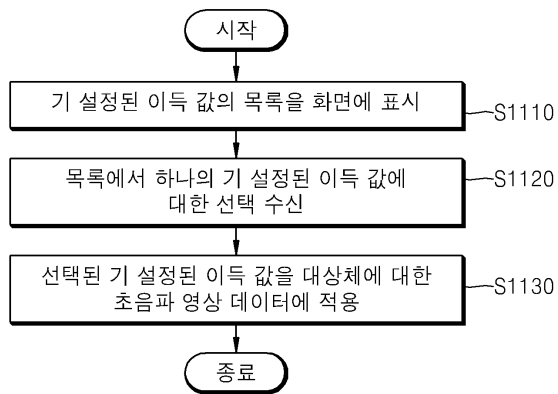 시작
기 설정된 이득 값의 목록을 화면에 표시
S1110
목록에서 하나의 기 설정된 이득 값에
대한 선택 수신
S1120
선택된 기 설정된 이득 값을 대상체에 대한
초음파 영상 데이터에 적용
S1130
종료